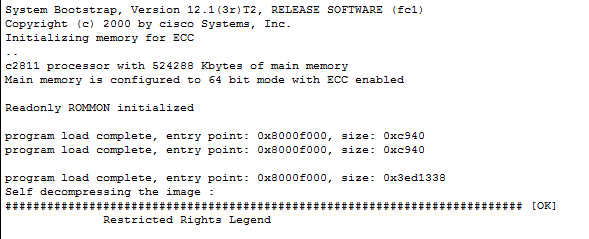 System Bootstrap, Version 12.1(3r)T2, RELEASE SOFTWARE (fc1)
Copyright (c) 2000 by cisco Systems, Inc.
Initializing memory for ECC
..
c2811 processor with 524288 Kbytes of main memory
Main memory is configured to 64 bit mode with ECC enabled
Readonly ROMMON initialized
program load complete, entry point: 0x8000f000, size: 0xc940
program load complete, entry point: 0x8000f000, size: 0xc940
program load complete, entry point: 0x8000f000, size: 0x3ed1338
Self decompressing the image :
########################################################################## [OK]
Restricted Rights Legend